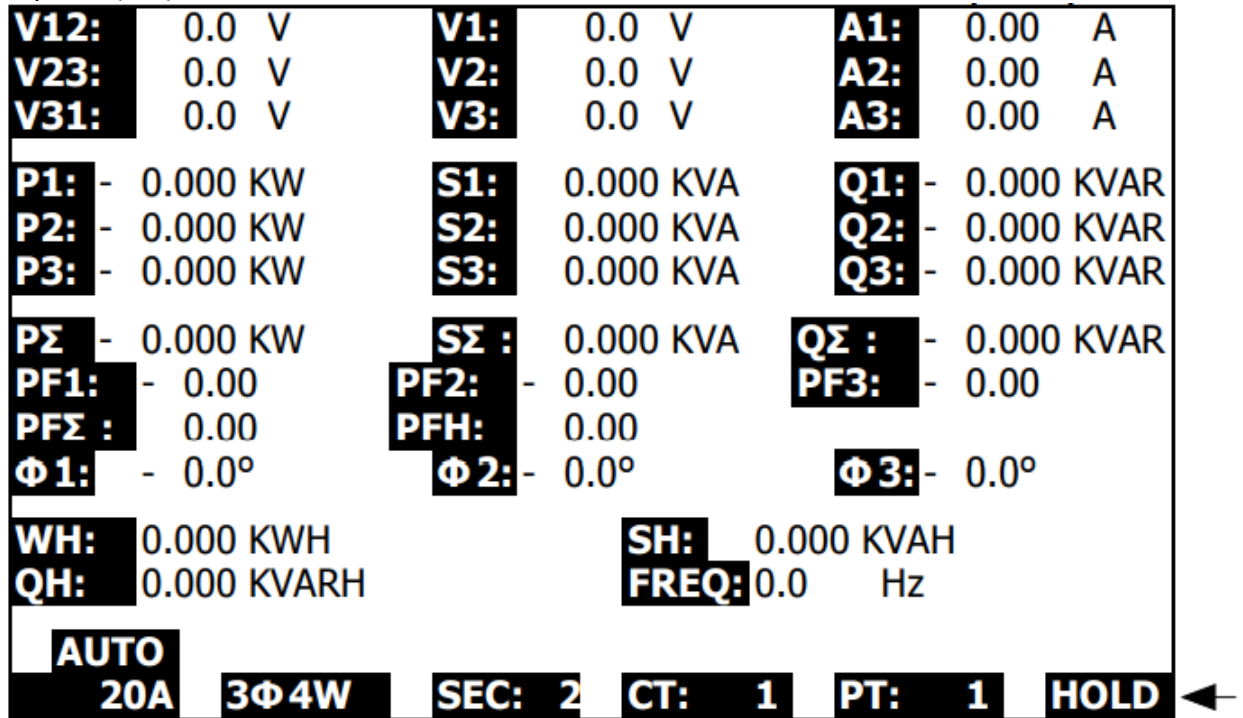 V12: 0.0 V V1: 0.0 V A1: 0.00 A
V23: 0.0 V V2: 0.0 V A2: 0.00 A
V31: 0.0 V V3: 0.0 V A3: 0.00 A
P1: - 0.000 KW S1: 0.000 KVA Q1: - 0.000 KVAR
P2: - 0.000 KW S2: 0.000 KVA Q2: - 0.000 KVAR
P3: - 0.000 KW S3: 0.000 KVA Q3: - 0.000 KVAR
PΣ - 0.000 KW SΣ : 0.000 KVA QΣ : - 0.000 KVAR
PF1: - 0.00 PF2: - 0.00 PF3: - 0.00
PFΣ : 0.00 PFH: 0.00
Φ1: - 0.0º Φ2: - 0.0º Φ3: - 0.0º
WH: 0.000 KWH SH: 0.000 KVAH
QH: 0.000 KVARH FREQ: 0.0 Hz
AUTO
20A 3Φ4W SEC: 2 CT: 1 PT: 1 HOLD